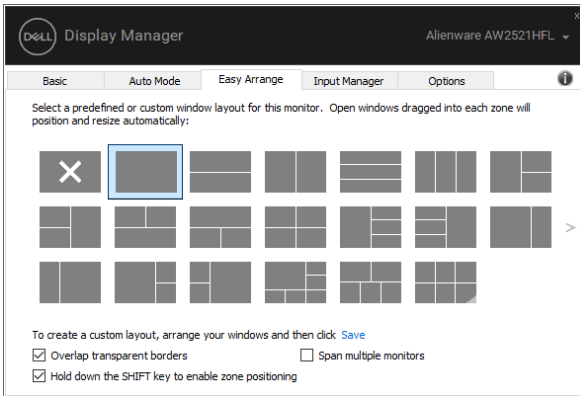 DELL Display Manager Alienware AW2521HFL
Basic Auto Mode Easy Arrange Input Manager Options
Select a predefined or custom window layout for this monitor. Open windows dragged into each zone will
position and resize automatically:
To create a custom layout, arrange your windows and then click Save
Overlap transparent borders Span multiple monitors
Hold down the SHIFT key to enable zone positioning